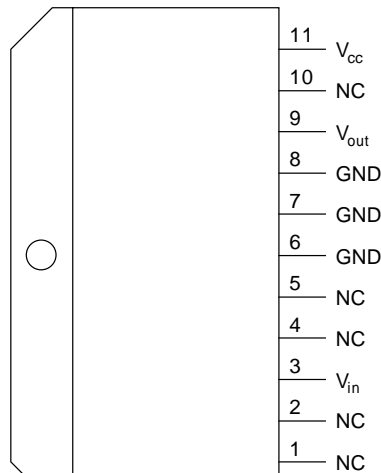 11 Vcc
10 NC
9 Vout
8 GND
7 GND
6 GND
5 NC
4 NC
3 Vin
2 NC
1 NC